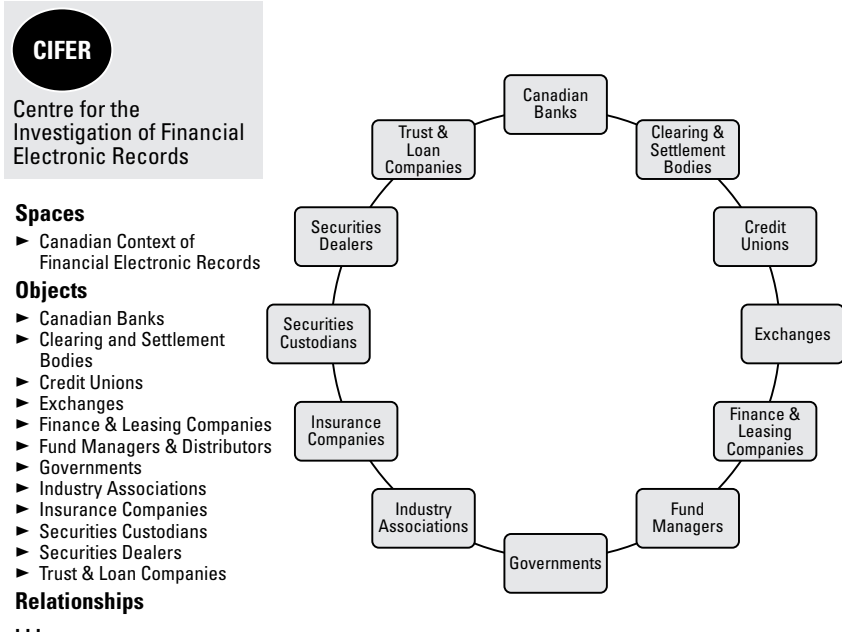 CIFER
Centre for the
Investigation of Financial
Electronic Records
Spaces
► Canadian Context of
Financial Electronic Records
Objects
► Canadian Banks
► Clearing and Settlement
Bodies
► Credit Unions
► Exchanges
► Finance & Leasing Companies
► Fund Managers & Distributors
► Governments
► Industry Associations
► Insurance Companies
► Securities Custodians
► Securities Dealers
► Trust & Loan Companies
Relationships
...
Canadian
Banks
Clearing &
Settlement
Bodies
Credit
Unions
Exchanges
Finance &
Leasing
Companies
Fund
Managers
Governments
Industry
Associations
Insurance
Companies
Securities
Custodians
Securities
Dealers
Trust &
Loan
Companies